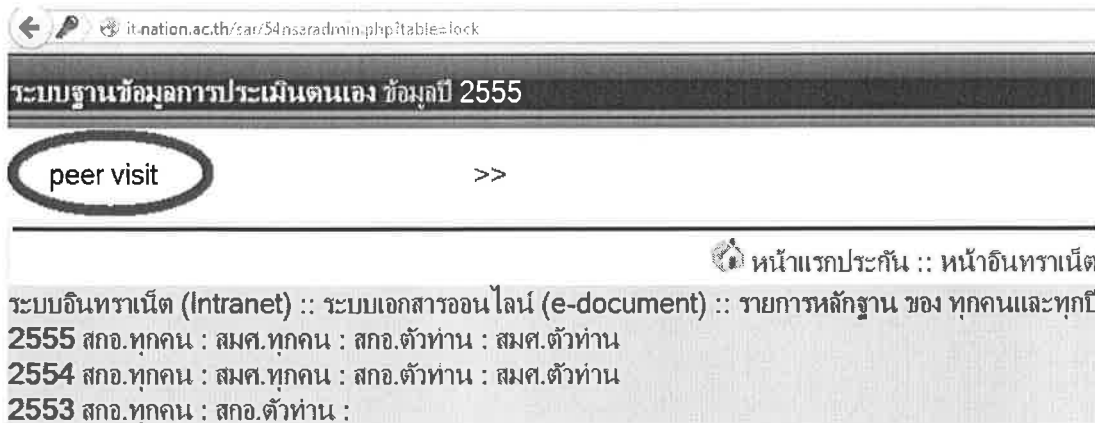 it.nation.ac.th/sar/54nsaradmin.php?table=lock
ระบบฐานข้อมูลการประเมินตนเอง ข้อมูลปี 2555
peer visit >>
หน้าแรกประกัน :: หน้าอินทราเน็ต
ระบบอินทราเน็ต (Intranet) :: ระบบเอกสารออนไลน์ (e-document) :: รายการหลักฐาน ของ ทุกคนและทุกปี
2555 สกอ.ทุกคน : สมศ.ทุกคน : สกอ.ตัวท่าน : สมศ.ตัวท่าน
2554 สกอ.ทุกคน : สมศ.ทุกคน : สกอ.ตัวท่าน : สมศ.ตัวท่าน
2553 สกอ.ทุกคน : สกอ.ตัวท่าน :